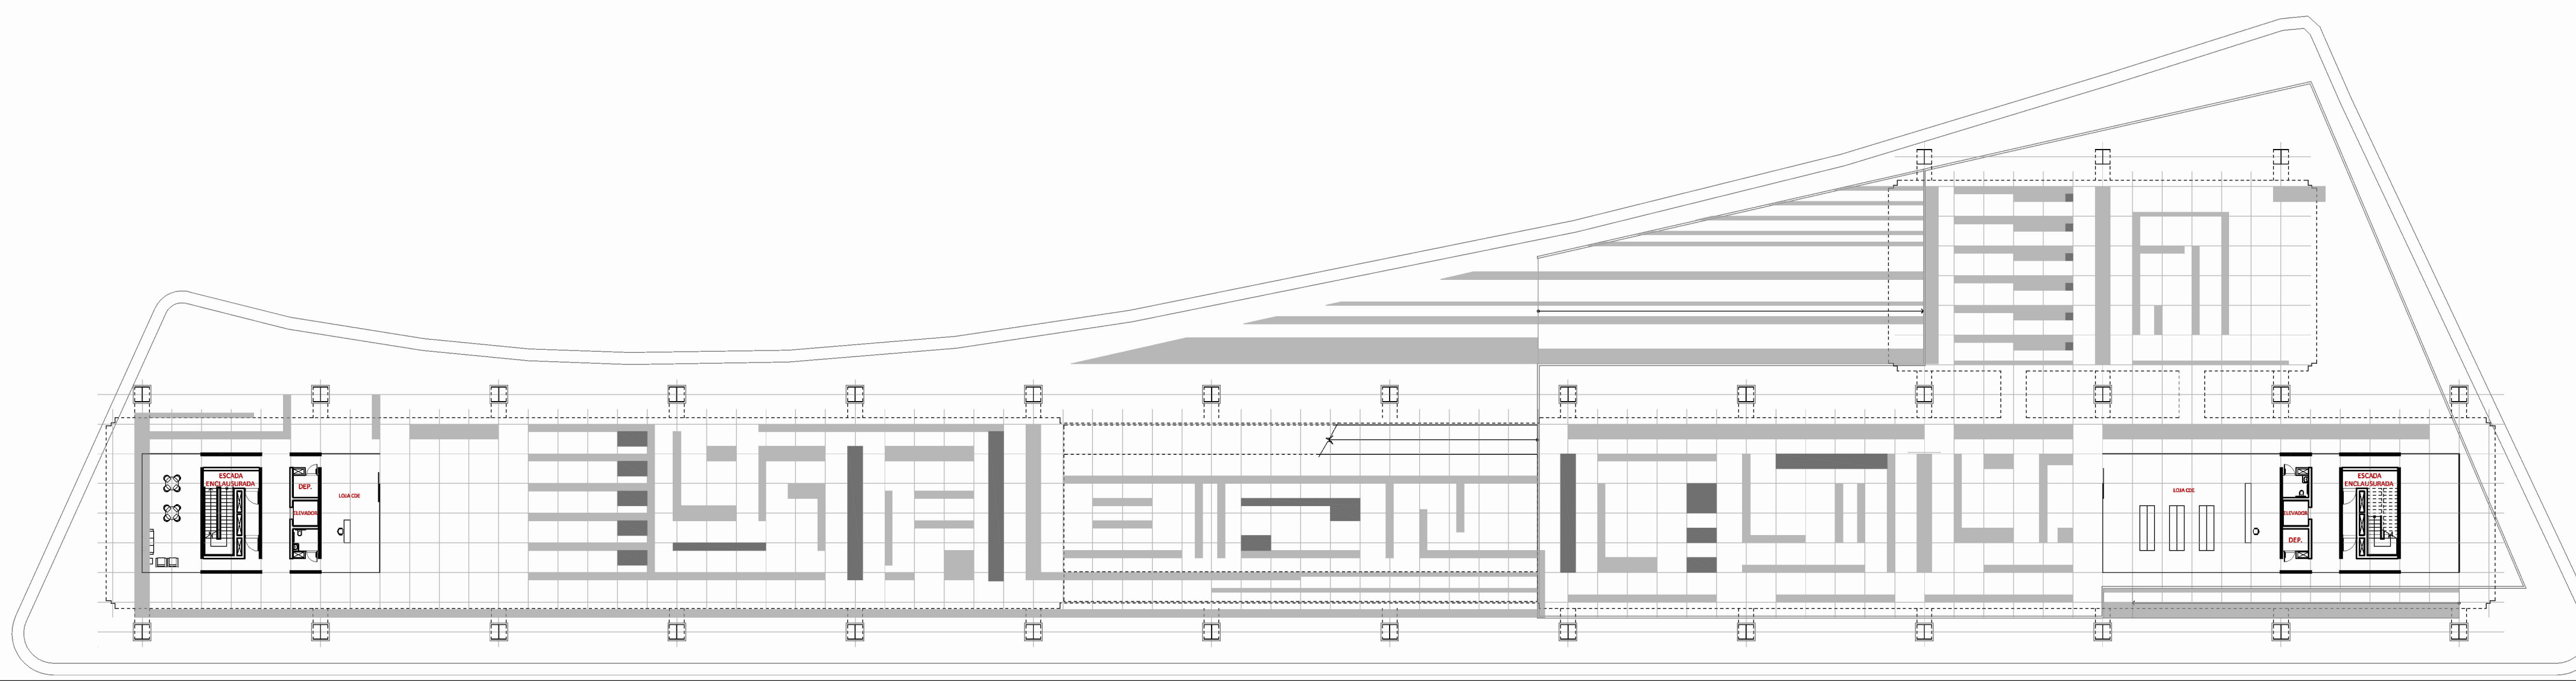 ESCADA
ENCLAUSURADA
DEP.
LOJA CDE
ELEVADOR
ESCADA
ENCLAUSURADA
LOJA CDE
ELEVADOR
DEP.